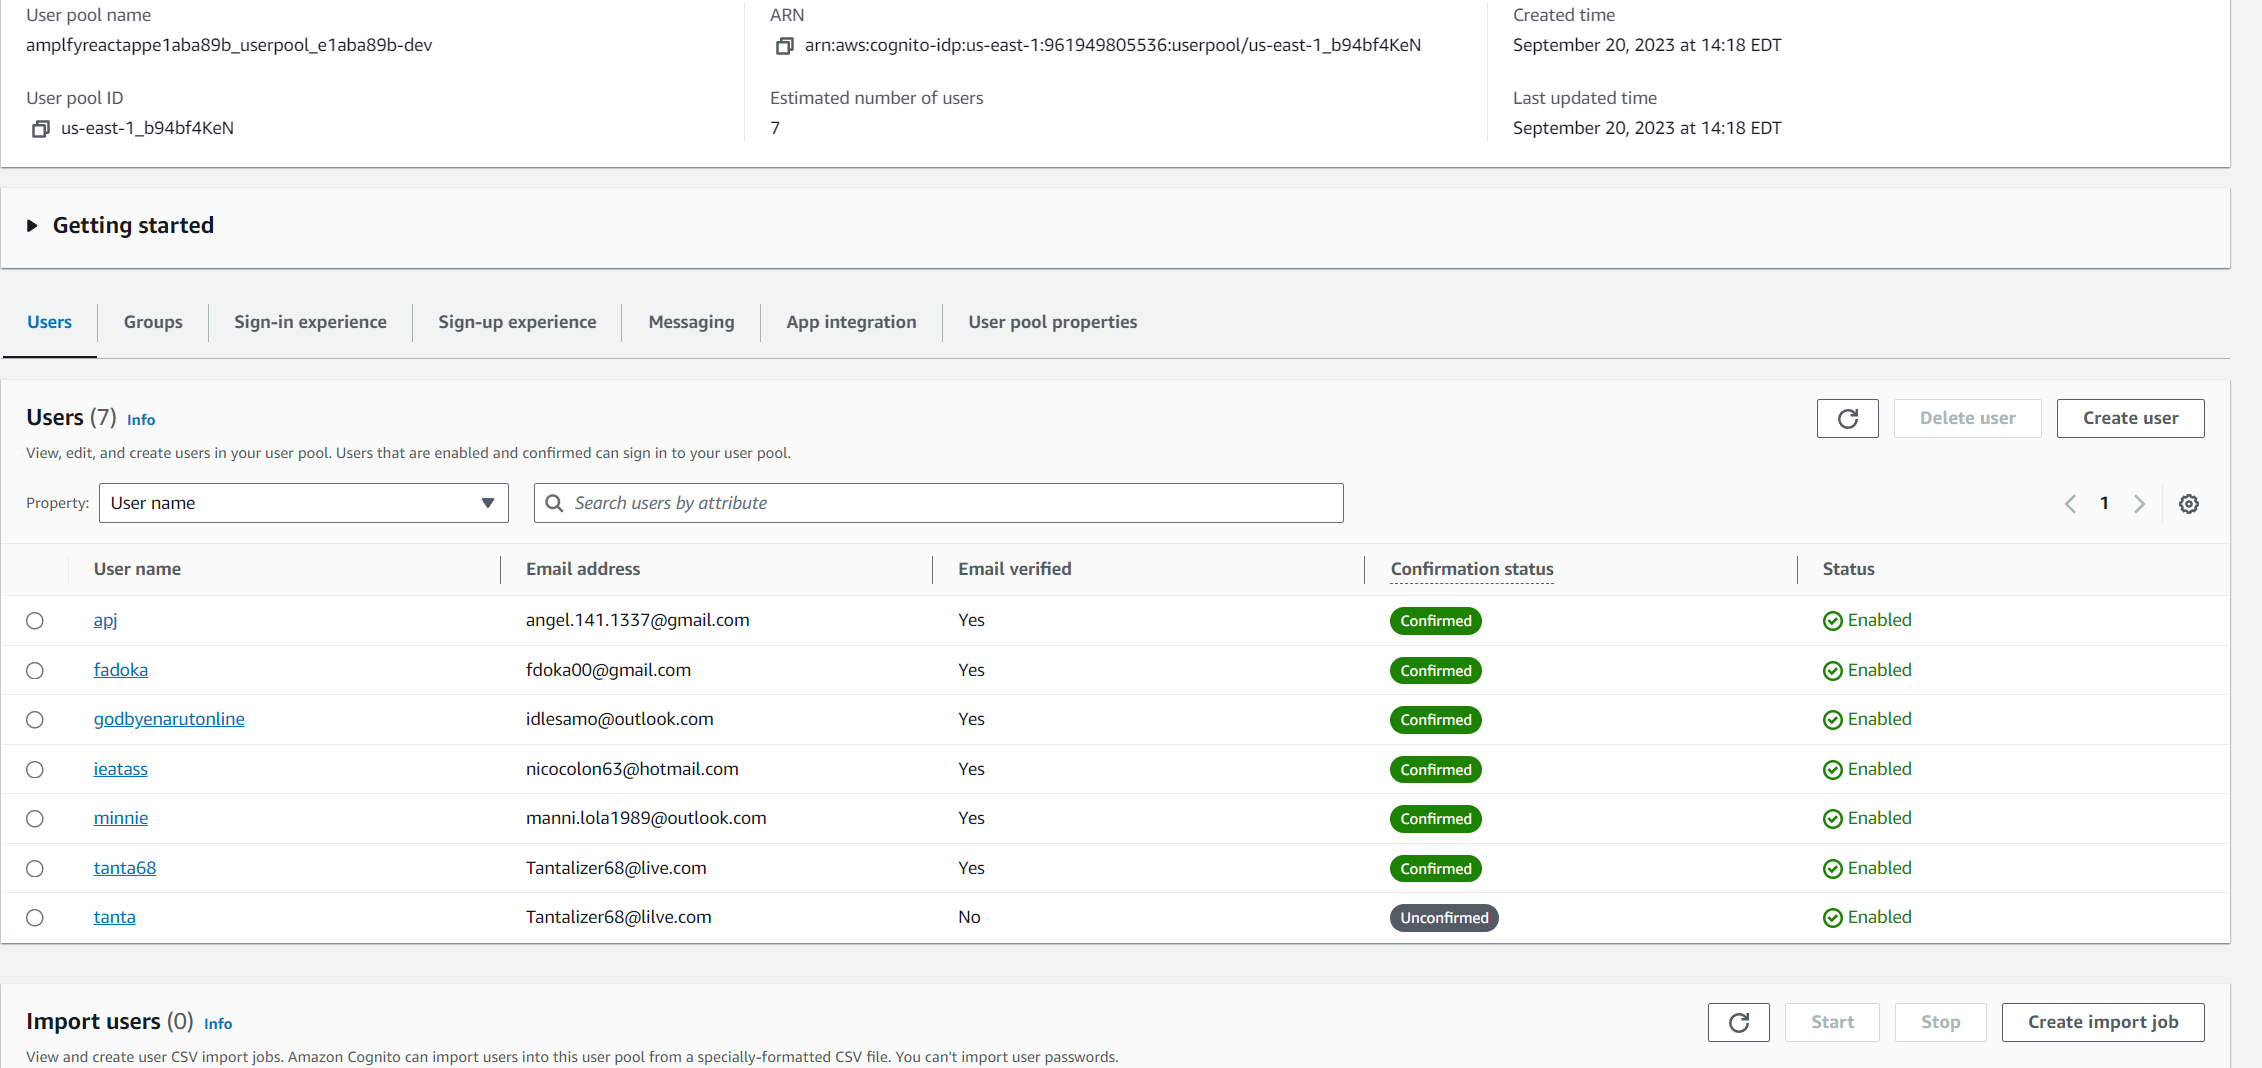 User pool name ARN Created time
amplfyreactappe1aba89b_userpool_e1aba89b-dev arn:aws:cognito-idp:us-east-1:961949805536:userpool/us-east-1_b94bf4KeN September 20, 2023 at 14:18 EDT
User pool ID Estimated number of users Last updated time
us-east-1_b94bf4KeN 7 September 20, 2023 at 14:18 EDT
Getting started
Users Groups Sign-in experience Sign-up experience Messaging App integration User pool properties
Users (7) Info Delete user Create user
View, edit, and create users in your user pool. Users that are enabled and confirmed can sign in to your user pool.
Property: User name Search users by attribute 1
User name Email address Email verified Confirmation status Status
apj angel.141.1337@gmail.com Yes Confirmed Enabled
fadoka fdoka00@gmail.com Yes Confirmed Enabled
godbyenarutonline idlesamo@outlook.com Yes Confirmed Enabled
ieatass nicocolon63@hotmail.com Yes Confirmed Enabled
minnie manni.lola1989@outlook.com Yes Confirmed Enabled
tanta68 Tantalizer68@live.com Yes Confirmed Enabled
tanta Tantalizer68@lilve.com No Unconfirmed Enabled
Import users (0) Info Start Stop Create import job
View and create user CSV import jobs. Amazon Cognito can import users into this user pool from a specially-formatted CSV file. You can't import user passwords.